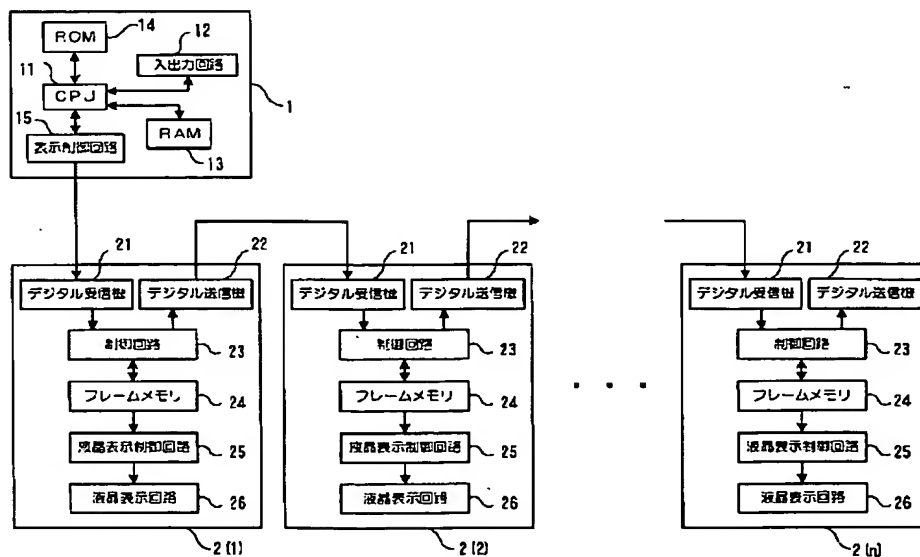 14
ROM
12
入出力回路
11
CPU
1
15
RAM
表示制御回路
13
21
22
デジタル受信機
デジタル送信機
制御回路
23
フレームメモリ
24
液晶表示制御回路
25
液晶表示回路
26
2(1)
21
22
デジタル受信機
デジタル送信機
制御回路
23
フレームメモリ
24
液晶表示制御回路
25
液晶表示回路
26
2(2)
・・・
21
22
デジタル受信機
デジタル送信機
制御回路
23
フレームメモリ
24
液晶表示制御回路
25
液晶表示回路
26
2(n)